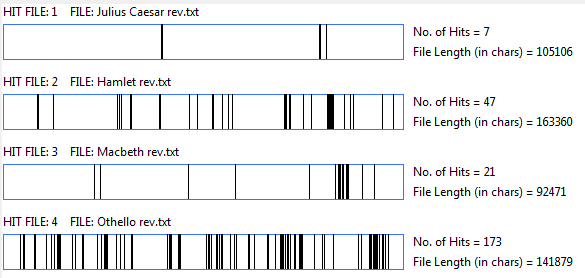 HIT FILE: 1 FILE: Julius Caesar rev.txt
No. of Hits = 7
File Length (in chars) = 105106
HIT FILE: 2 FILE: Hamlet rev.txt
No. of Hits = 47
File Length (in chars) = 163360
HIT FILE: 3 FILE: Macbeth rev.txt
No. of Hits = 21
File Length (in chars) = 92471
HIT FILE: 4 FILE: Othello rev.txt
No. of Hits = 173
File Length (in chars) = 141879